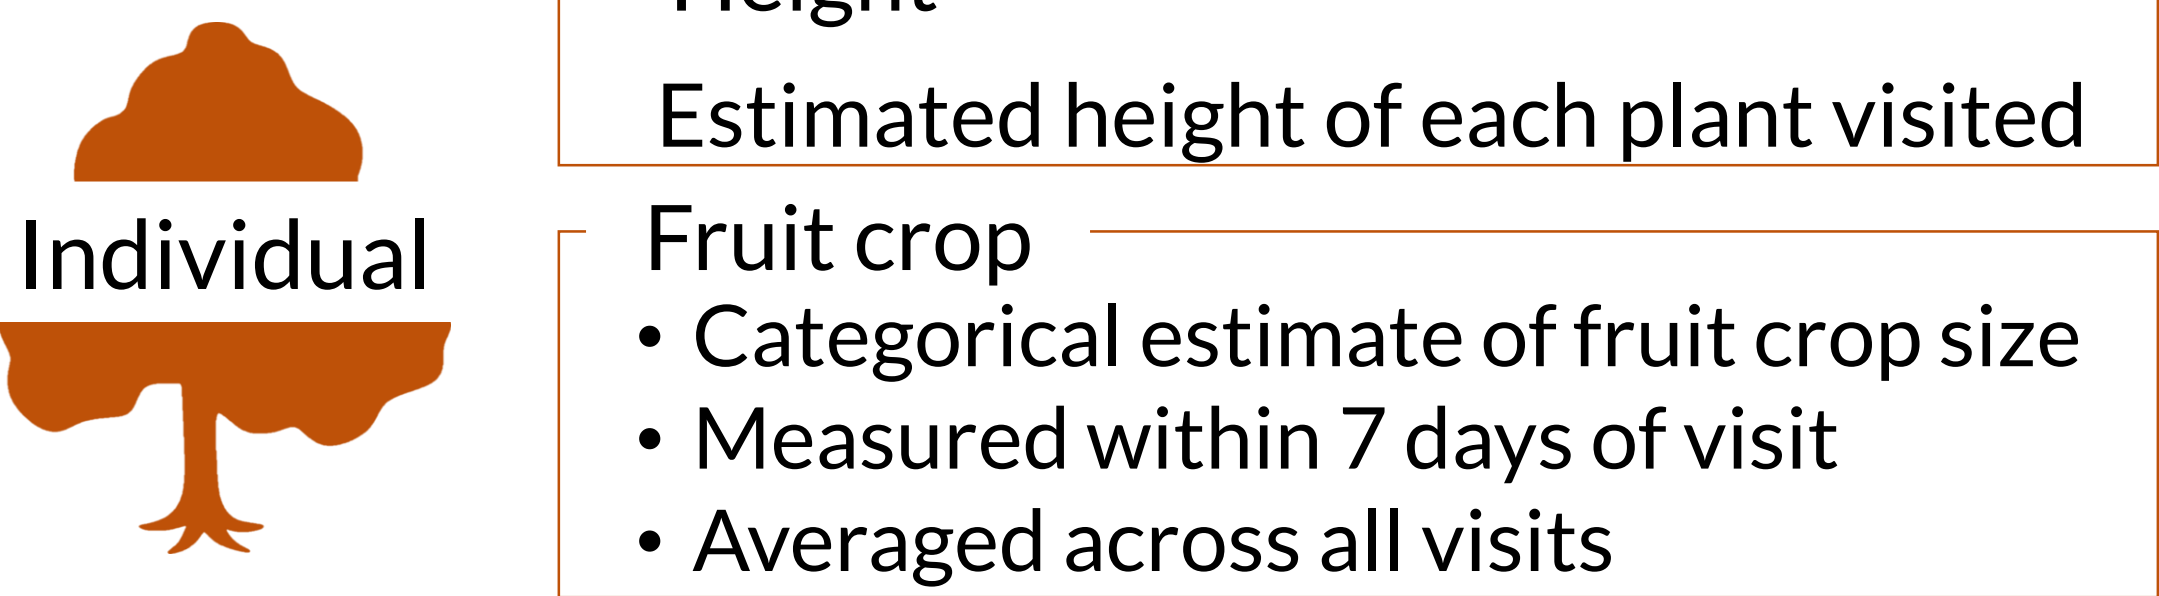 Height
Estimated height of each plant visited
Individual
Fruit crop
• Categorical estimate of fruit crop size
• Measured within 7 days of visit
• Averaged across all visits